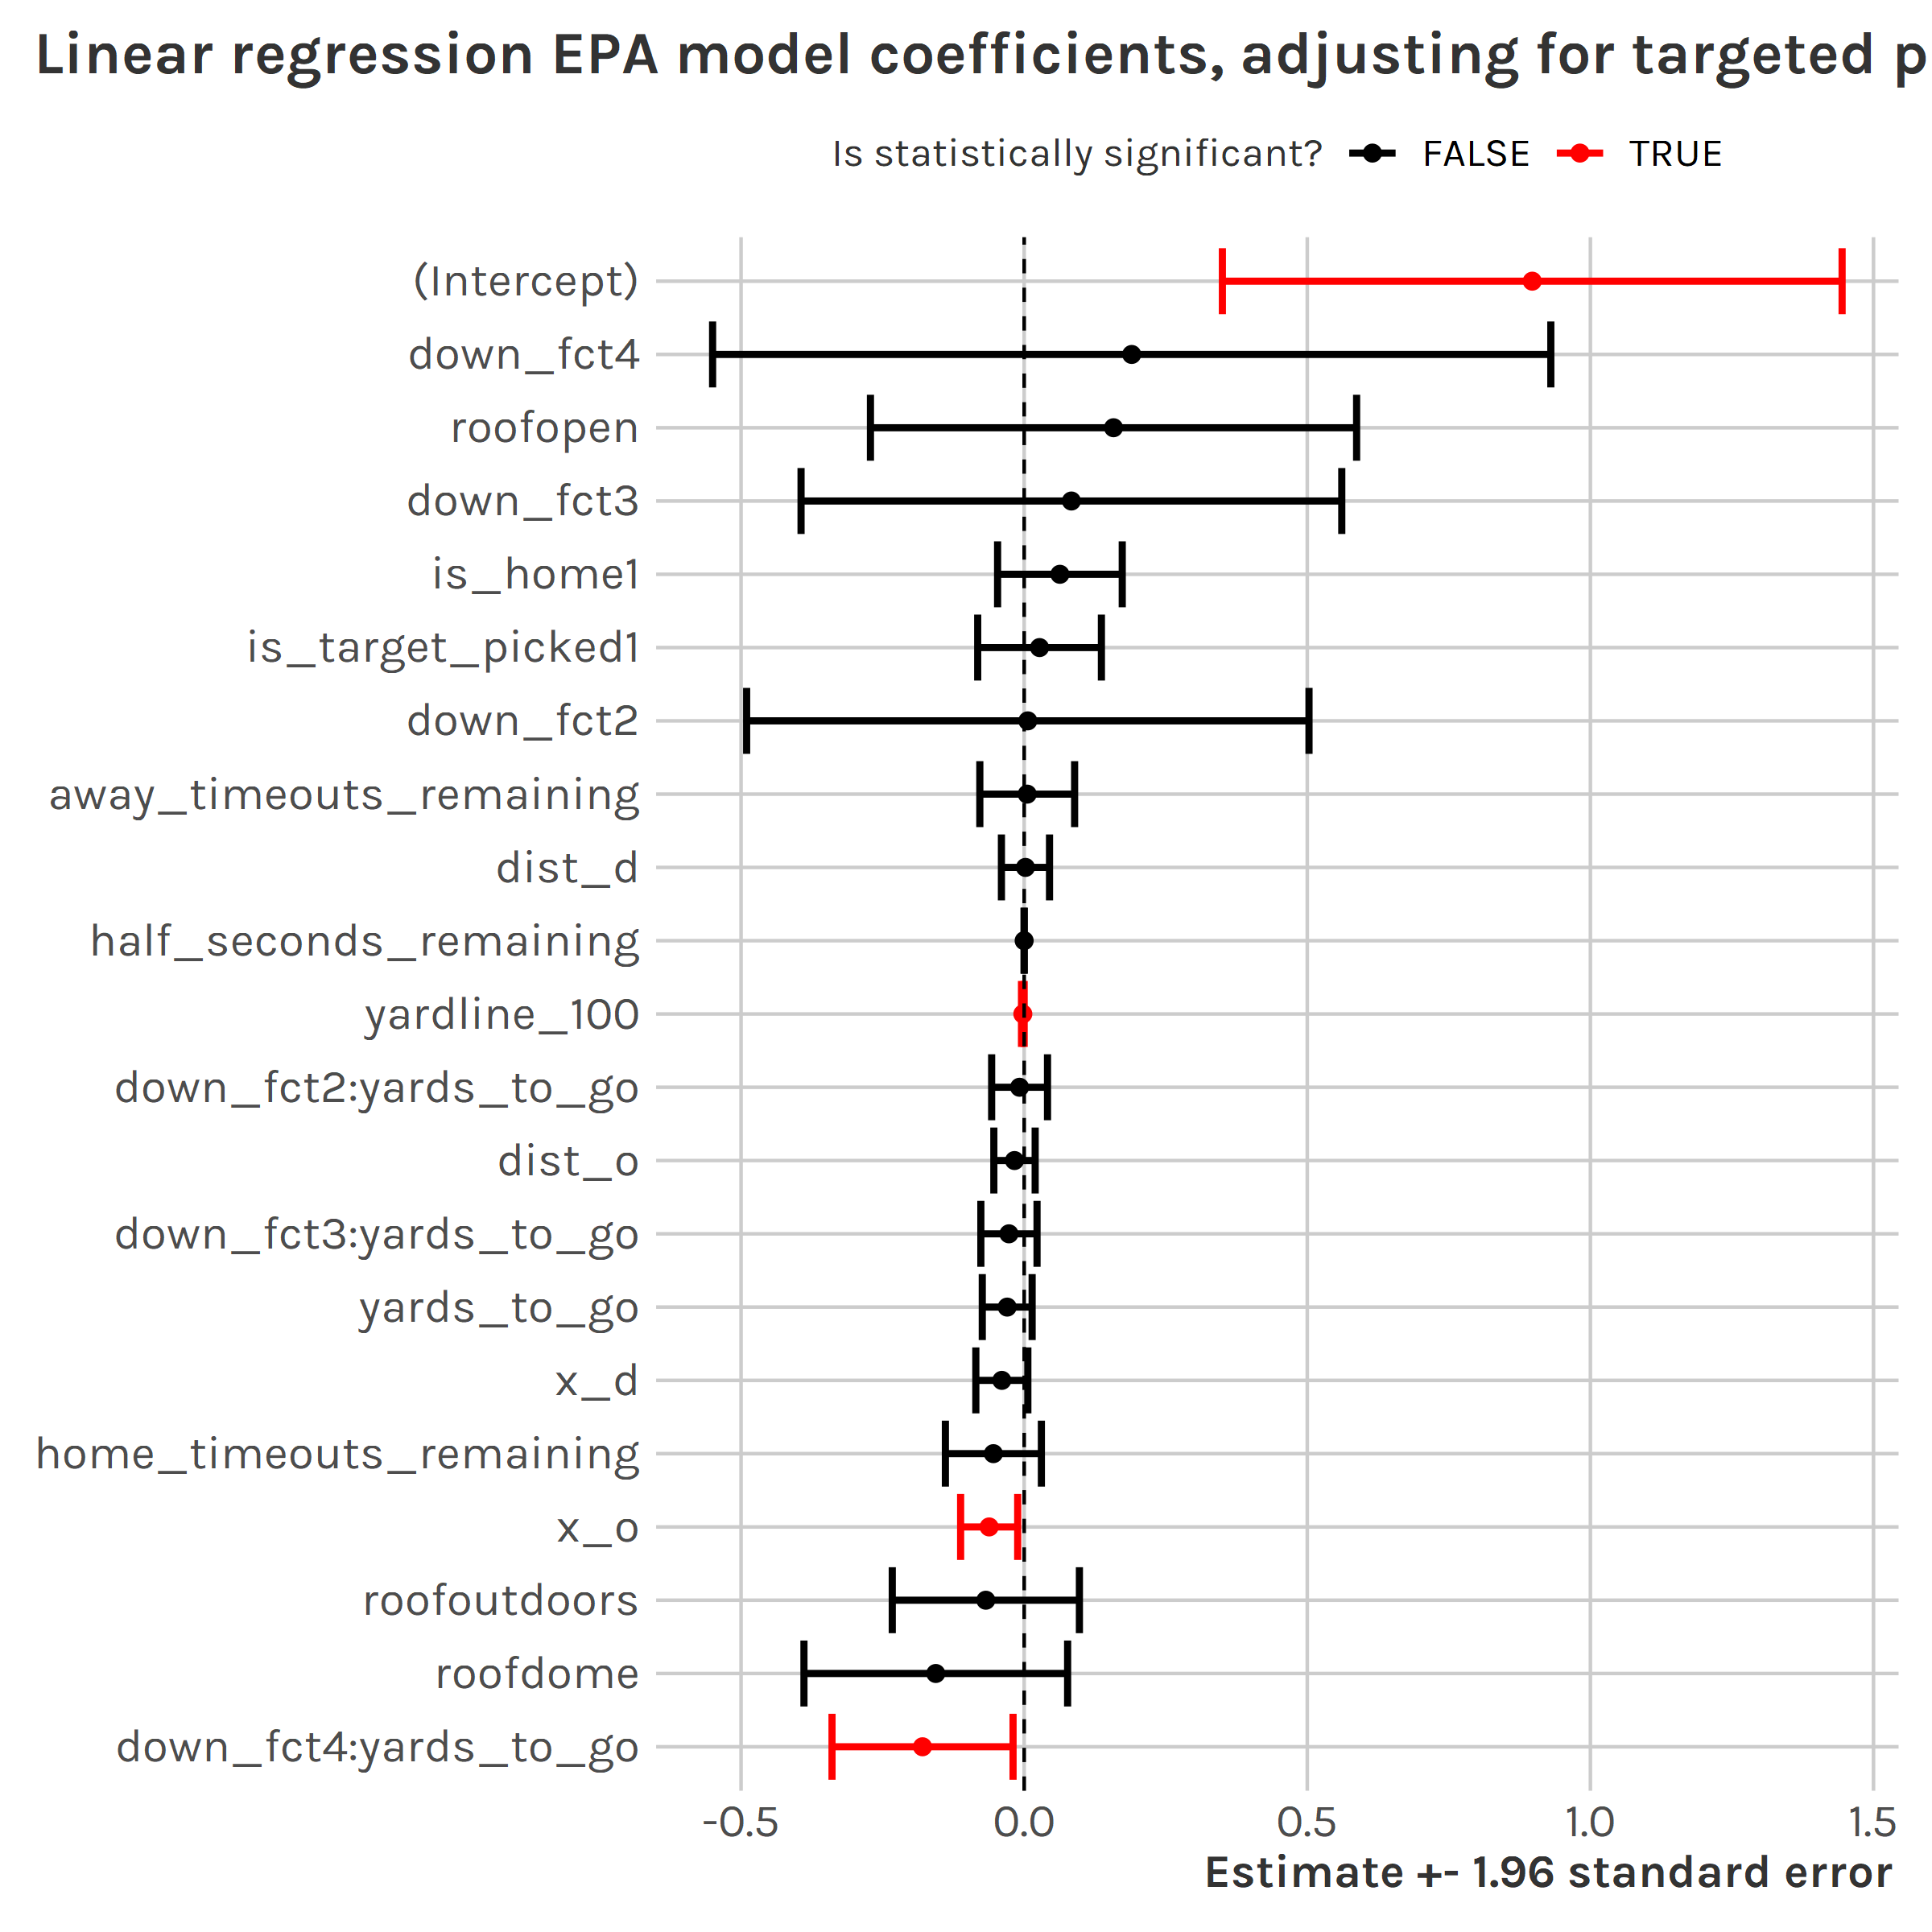 Linear regression EPA model coefficients, adjusting for targeted p
Is statistically significant? FALSE TRUE
(Intercept)
down_fct4
roofopen
down_fct3
is_home1
is_target_picked1
down_fct2
away_timeouts_remaining
dist_d
half_seconds_remaining
yardline_100
down_fct2:yards_to_go
dist_o
down_fct3:yards_to_go
yards_to_go
x_d
home_timeouts_remaining
x_o
roofoutdoors
roofdome
down_fct4:yards_to_go
-0.5 0.0 0.5 1.0 1.5
Estimate +- 1.96 standard error